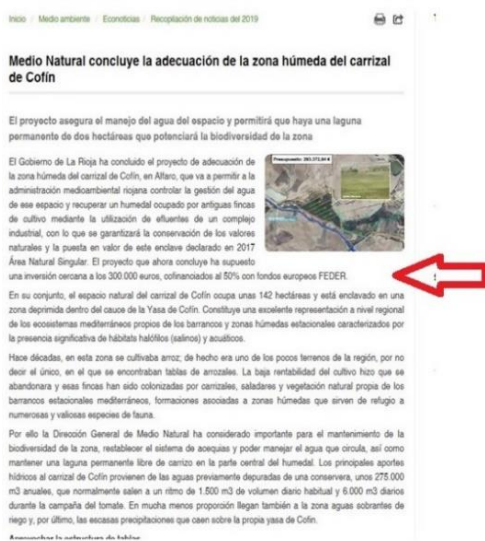 Inicio / Medio ambiente / Econoticias / Recopilación de noticias del 2019
Medio Natural concluye la adecuación de la zona húmeda del carrizal
de Cofín
El proyecto asegura el manejo del agua del espacio y permitirá que haya una laguna
permanente de dos hectáreas que potenciará la biodiversidad de la zona
El Gobierno de La Rioja ha concluido el proyecto de adecuación de
la zona húmeda del carrizal de Cofín, en Alfaro, que va a permitir a la
administración medioambiental riojana controlar la gestión del agua
de ese espacio y recuperar un humedal ocupado por antiguas fincas
de cultivo mediante la utilización de efluentes de un complejo
industrial, con lo que se garantizará la conservación de los valores
naturales y la puesta en valor de este enclave declarado en 2017
Área Natural Singular. El proyecto que ahora concluye ha supuesto
una inversión cercana a los 300.000 euros, cofinanciados al 50% con fondos europeos FEDER.
En su conjunto, el espacio natural del carrizal de Cofín ocupa unas 142 hectáreas y está enclavado en una
zona deprimida dentro del cauce de la Yasa de Cofín. Constituye una excelente representación a nivel regional
de los ecosistemas mediterráneos propios de los barrancos y zonas húmedas estacionales caracterizados por
la presencia significativa de hábitats halófilos (salinos) y acuáticos.
Hace décadas, en esta zona se cultivaba arroz; de hecho era uno de los pocos terrenos de la región, por no
decir el único, en el que se encontraban tablas de arrozales. La baja rentabilidad del cultivo hizo que se
abandonara y esas fincas han sido colonizadas por carrizales, saladares y vegetación natural propia de los
barrancos estacionales mediterráneos, formaciones asociadas a zonas húmedas que sirven de refugio a
numerosas y valiosas especies de fauna.
Por ello la Dirección General de Medio Natural ha considerado importante para el mantenimiento de la
biodiversidad de la zona, restablecer el sistema de acequias y poder manejar el agua que circula, así como
mantener una laguna permanente libre de carrizo en la parte central del humedal. Los principales aportes
hídricos al carrizal de Cofín provienen de las aguas previamente depuradas de una conservera, unos 275.000
m3 anuales, que normalmente salen a un ritmo de 1.500 m3 de volumen diario habitual y 6.000 m3 diarios
durante la campaña del tomate. En mucha menos proporción llegan también a la zona aguas sobrantes de
riego y, por último, las escasas precipitaciones que caen sobre la propia yasa de Cofín.
Aprovechar la estructura de tablas